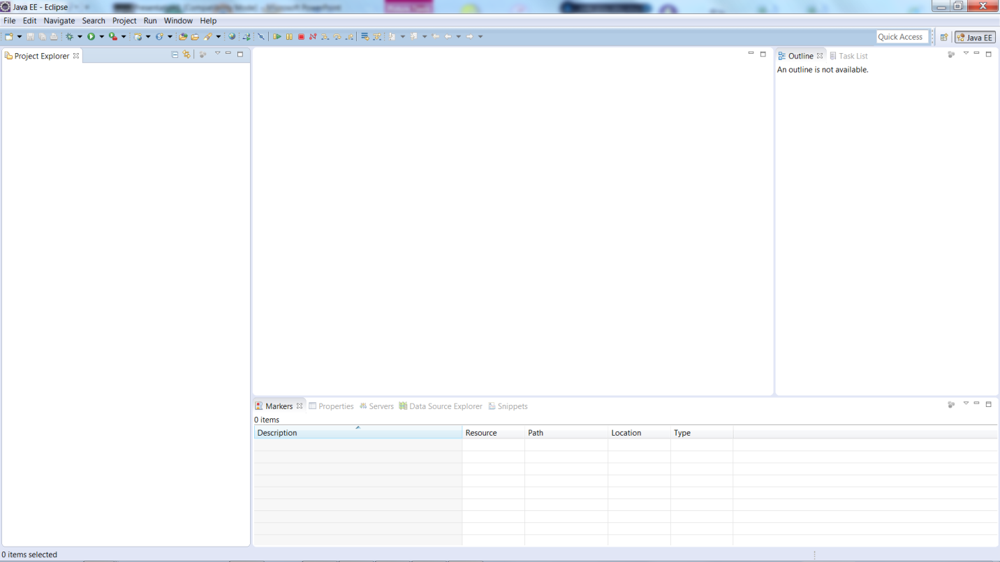 Java EE - Eclipse
File Edit Navigate Search Project Run Window Help
Quick Access
Java EE
Project Explorer
Outline
Task List
An outline is not available.
Markers
Properties
Servers
Data Source Explorer
Snippets
0 items
Description
Resource
Path
Location
Type
0 items selected